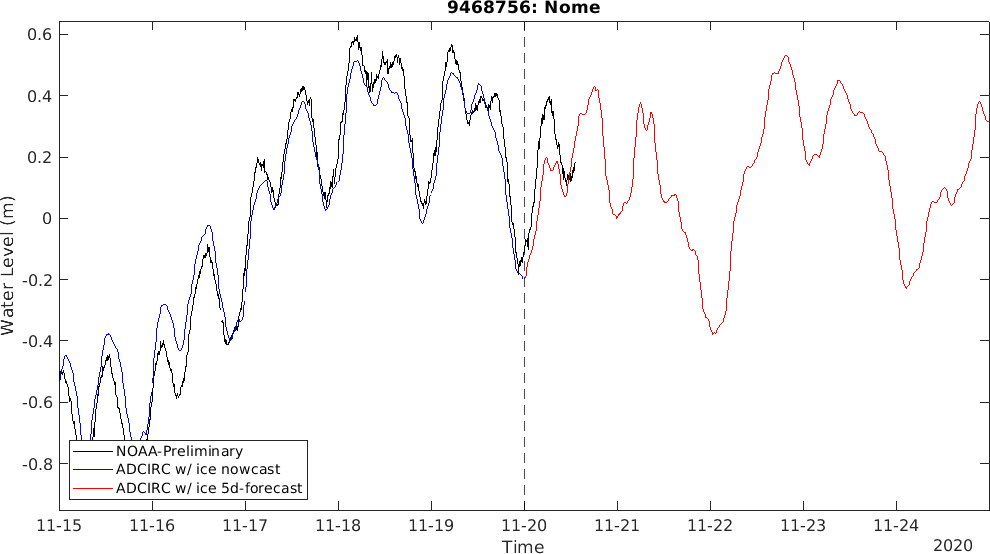 9468756: Nome
0.6
0.4
0.2
0
-0.2
-0.4
-0.6
-0.8
Water Level (m)
NOAA-Preliminary
ADCIRC w/ ice nowcast
ADCIRC w/ ice 5d-forecast
11-15 11-16 11-17 11-18 11-19 11-20 11-21 11-22 11-23 11-24
Time
2020